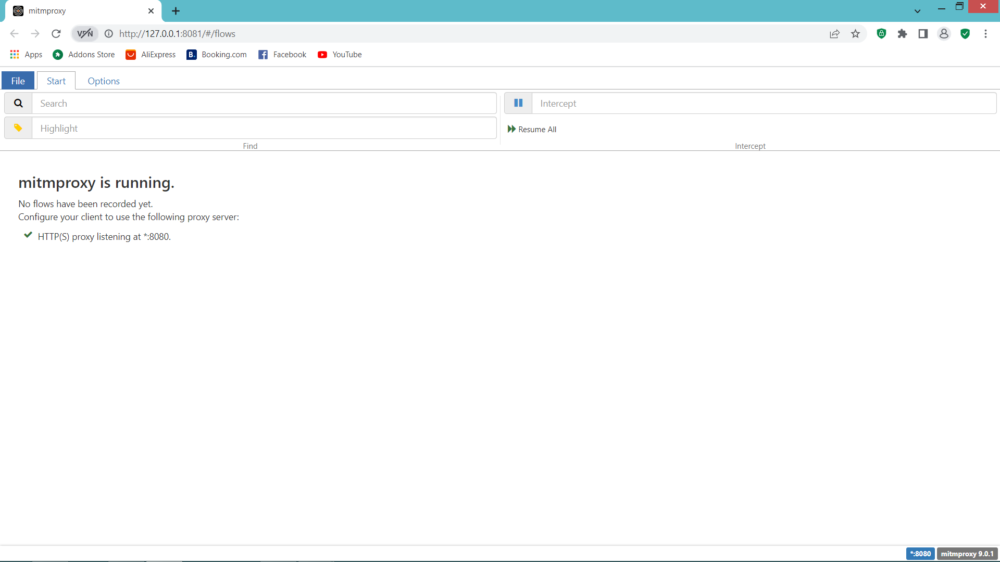 mitmproxy
VPN
http://127.0.0.1:8081/#/flows
Apps Addons Store B. Booking.com AliExpress Facebook YouTube
File Start Options
Search Intercept
Highlight Resume All
Find Intercept
mitmproxy is running.
No flows have been recorded yet.
Configure your client to use the following proxy server:
HTTP(S) proxy listening at *:8080.
*:8080 mitmproxy 9.0.1